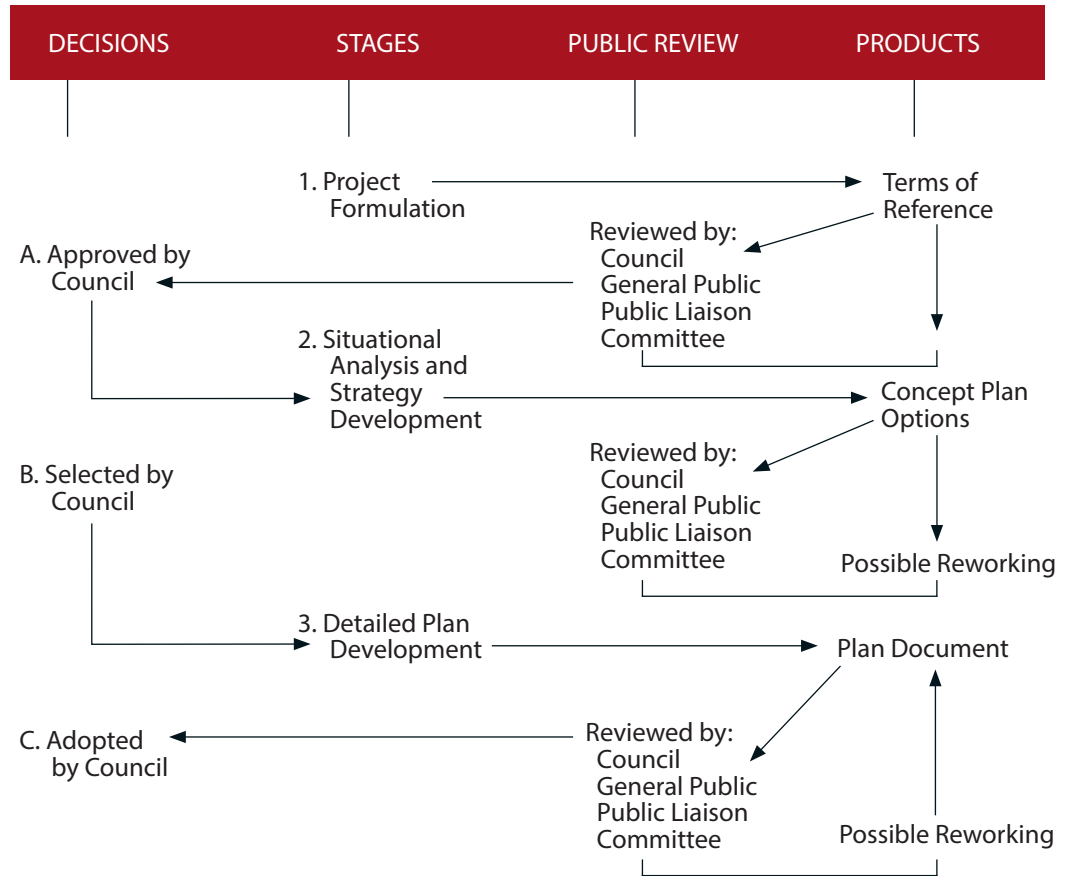 DECISIONS STAGES PUBLIC REVIEW PRODUCTS
1. Project
Formulation
Terms of
Reference
Reviewed by:
Council
General Public
Public Liaison
Committee
A. Approved by
Council
2. Situational
Analysis and
Strategy
Development
Concept Plan
Options
Reviewed by:
Council
General Public
Public Liaison
Committee
Possible Reworking
B. Selected by
Council
3. Detailed Plan
Development
Plan Document
Reviewed by:
Council
General Public
Public Liaison
Committee
Possible Reworking
C. Adopted
by Council